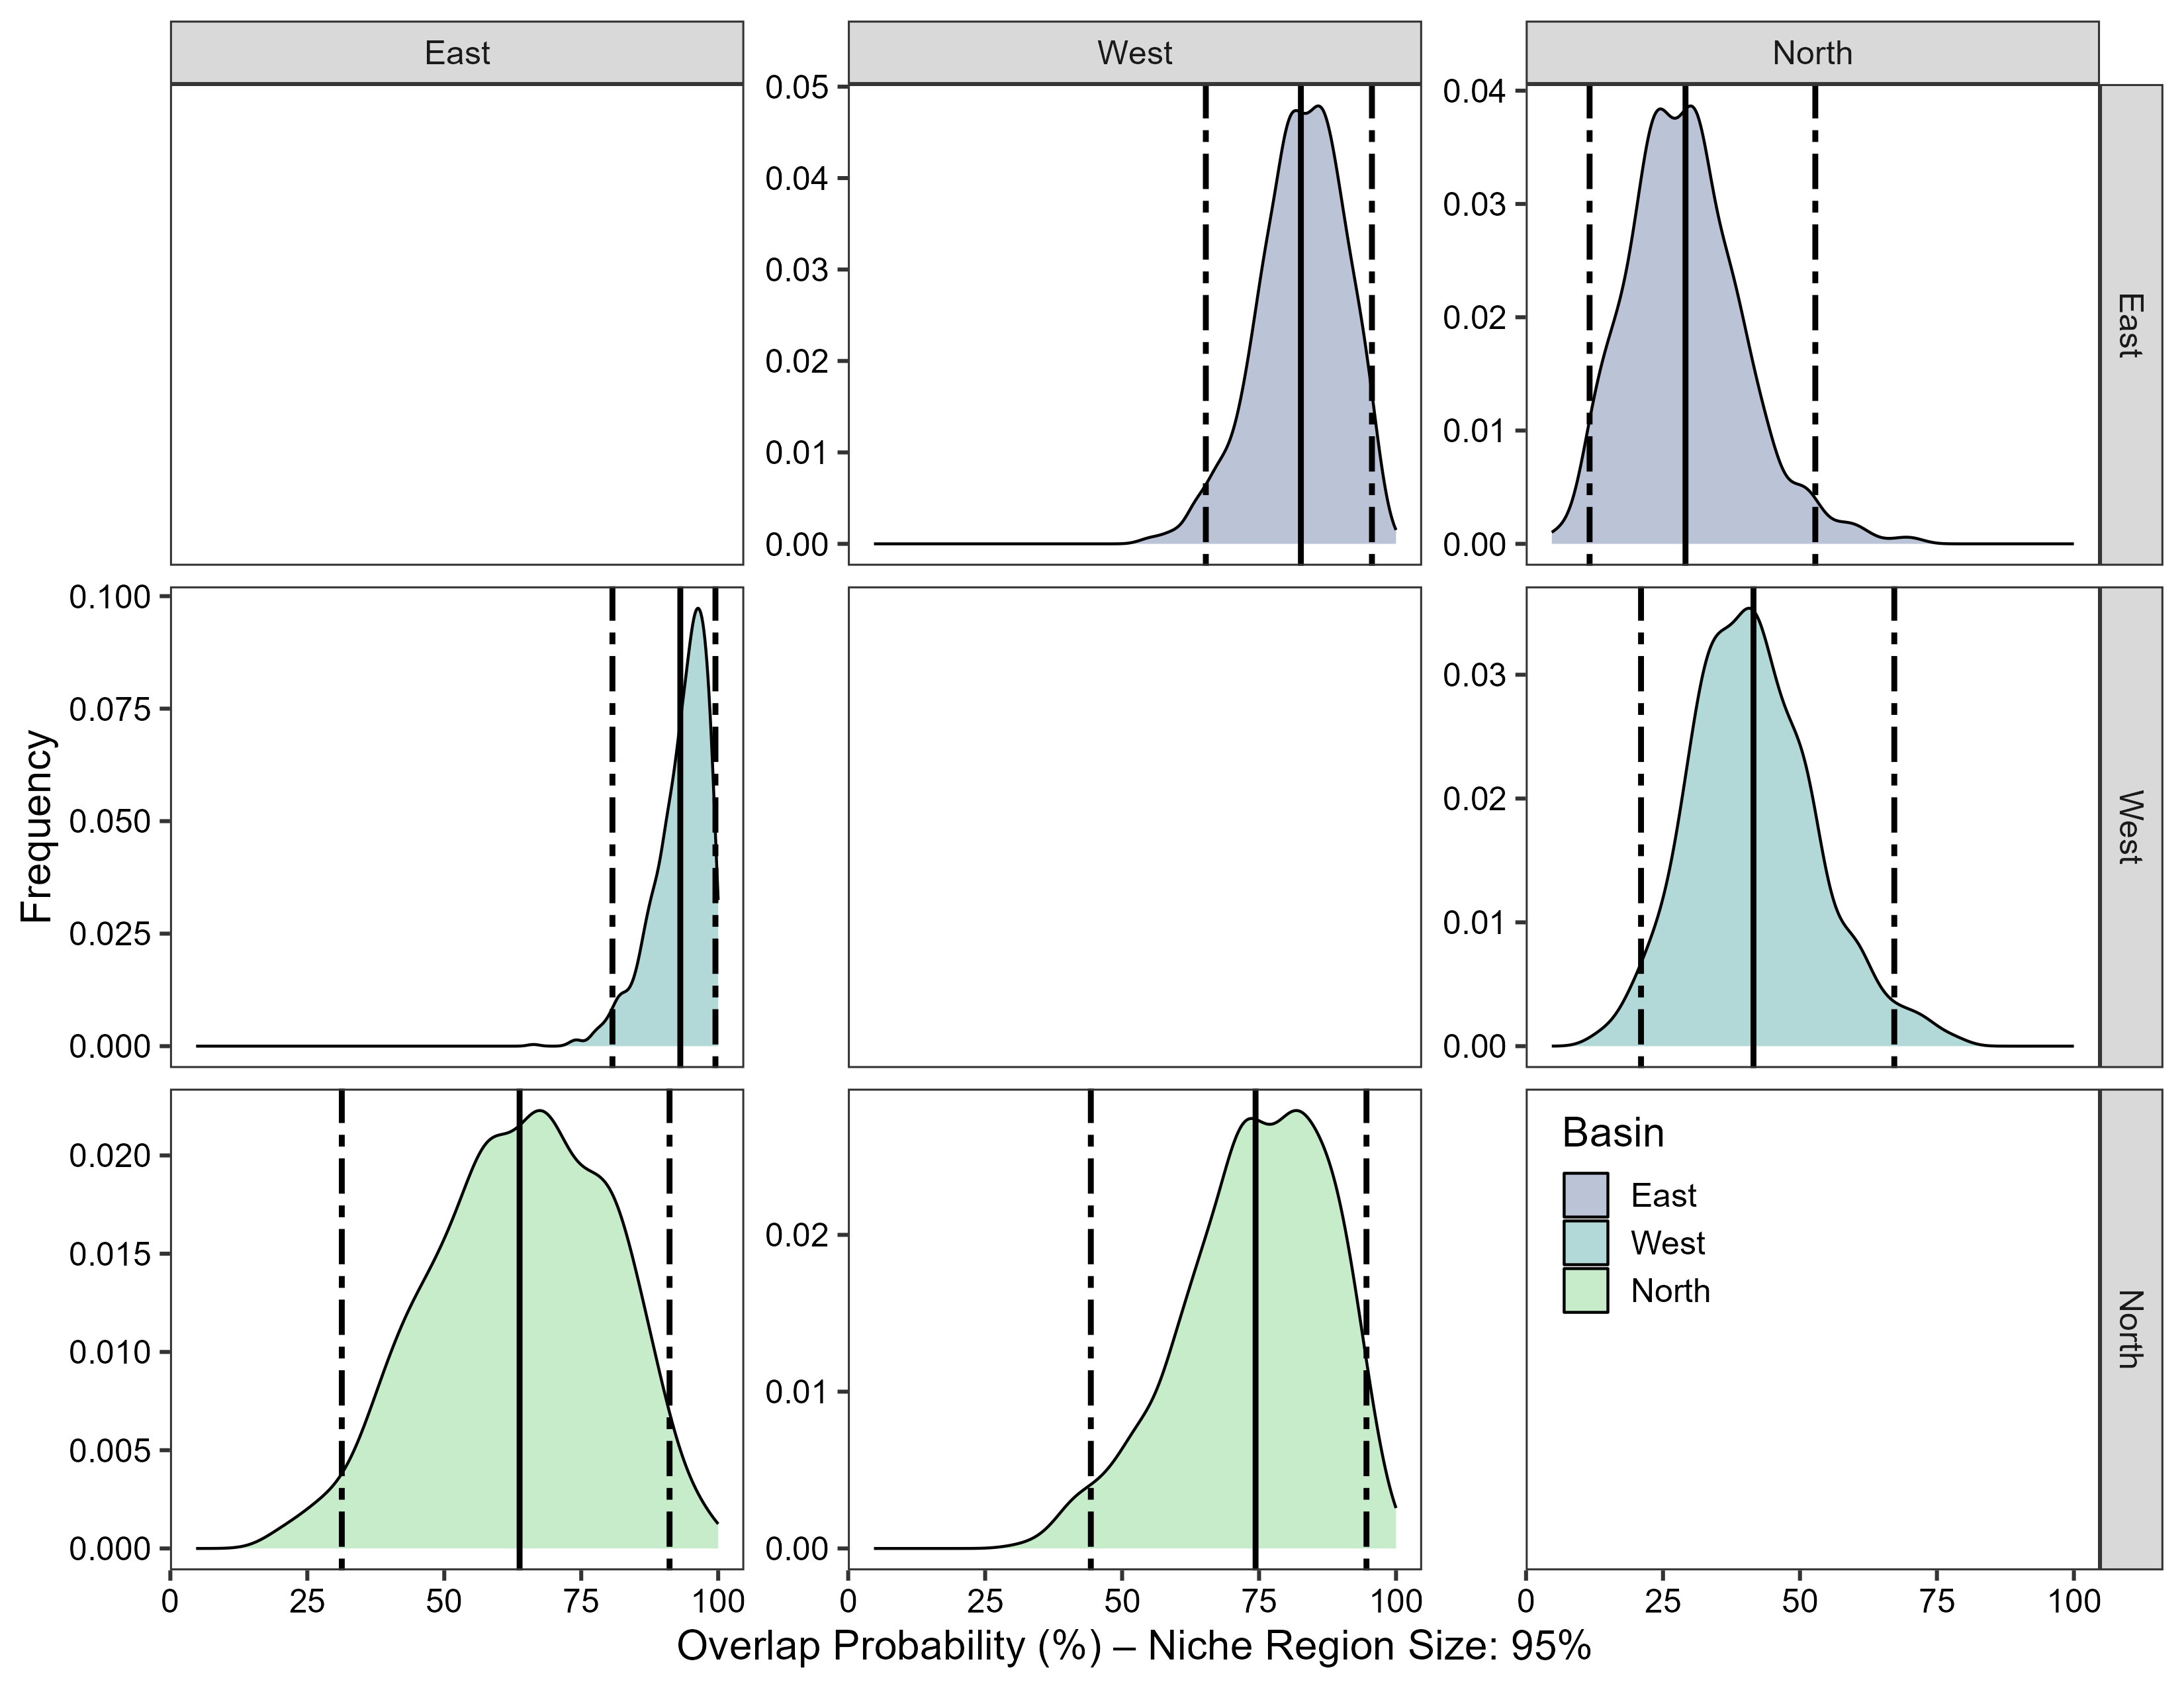 East
West
North
0.05
0.04
0.03
0.02
0.01
0.00
0.04
0.03
0.02
0.01
0.00
East
Frequency
0.100
0.075
0.050
0.025
0.000
0.03
0.02
0.01
0.00
West
0.020
0.015
0.010
0.005
0.000
0.02
0.01
0.00
Basin
East
West
North
North
0 25 50 75 100
0 25 50 75 100
0 25 50 75 100
Overlap Probability (%) – Niche Region Size: 95%